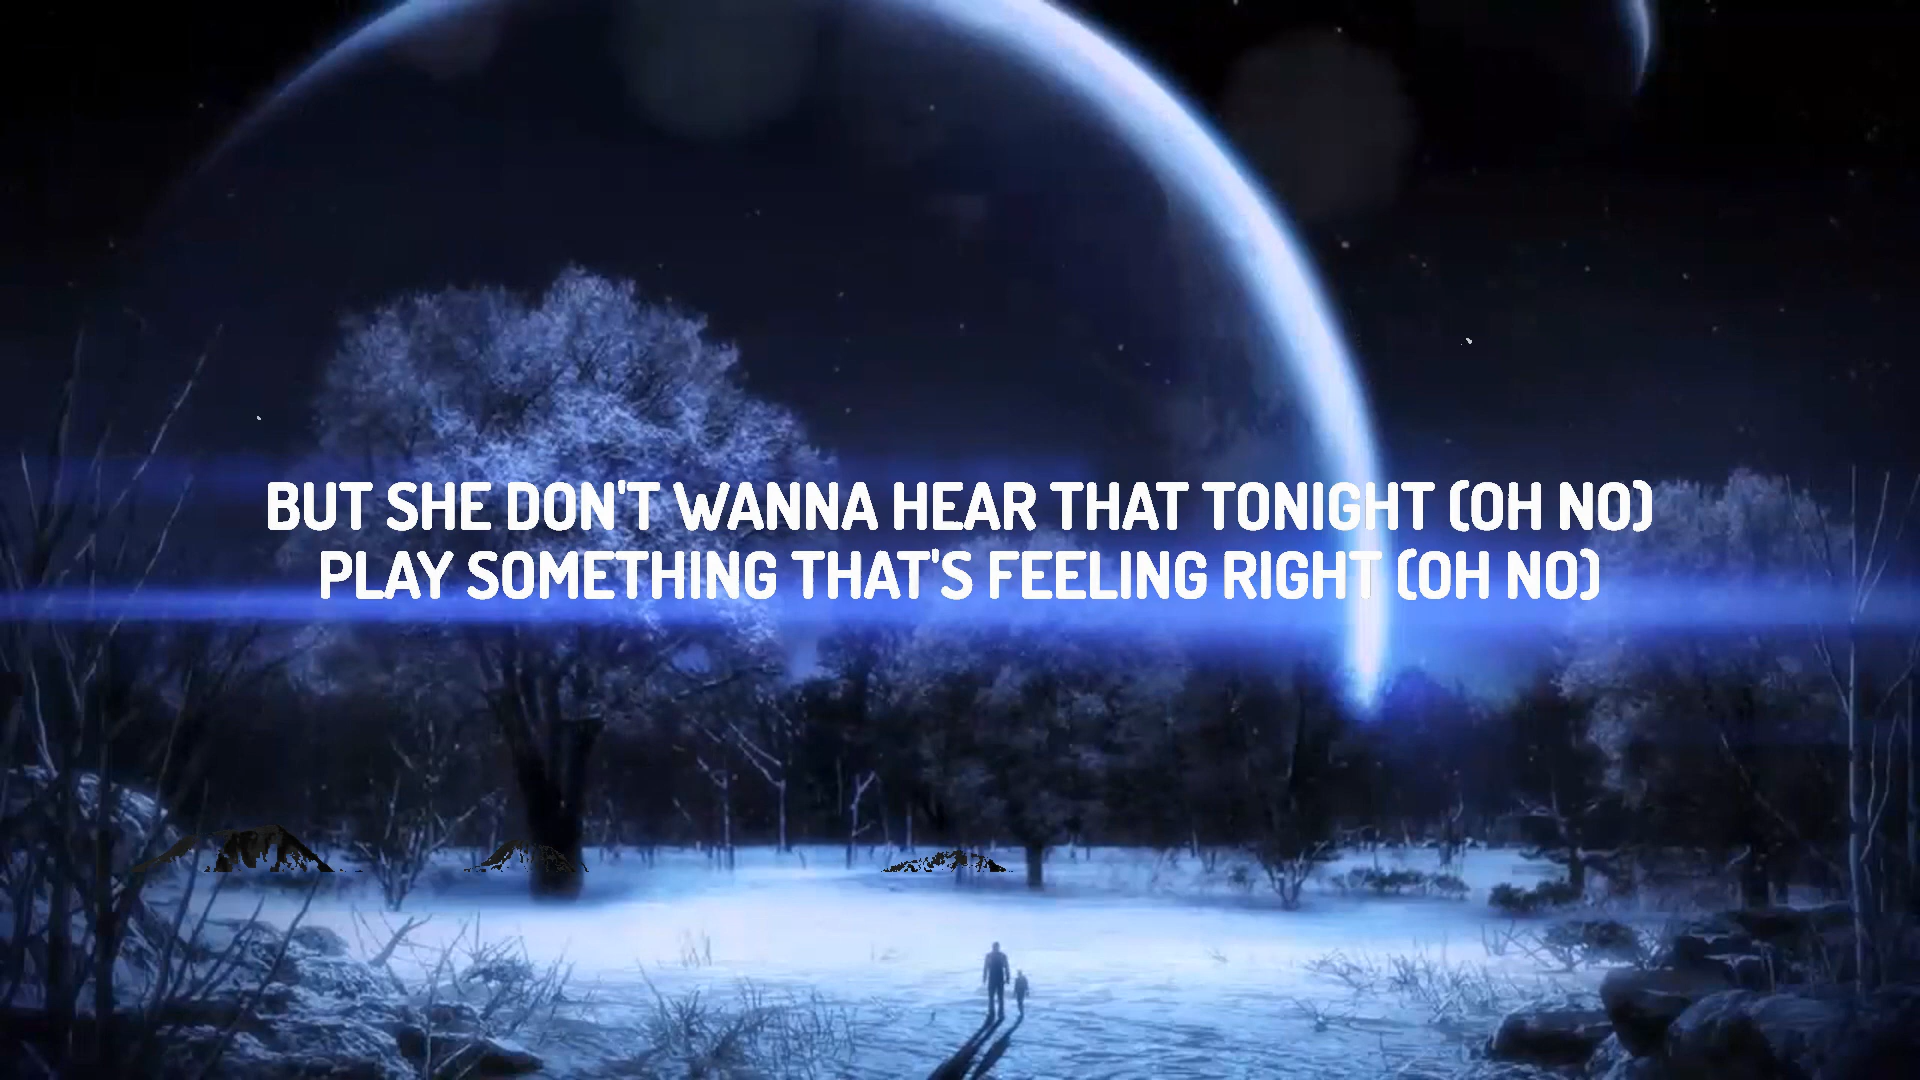 BUT SHE DON'T WANNA HEAR THAT TONIGHT (OH NO)
PLAY SOMETHING THAT'S FEELING RIGHT (OH NO)